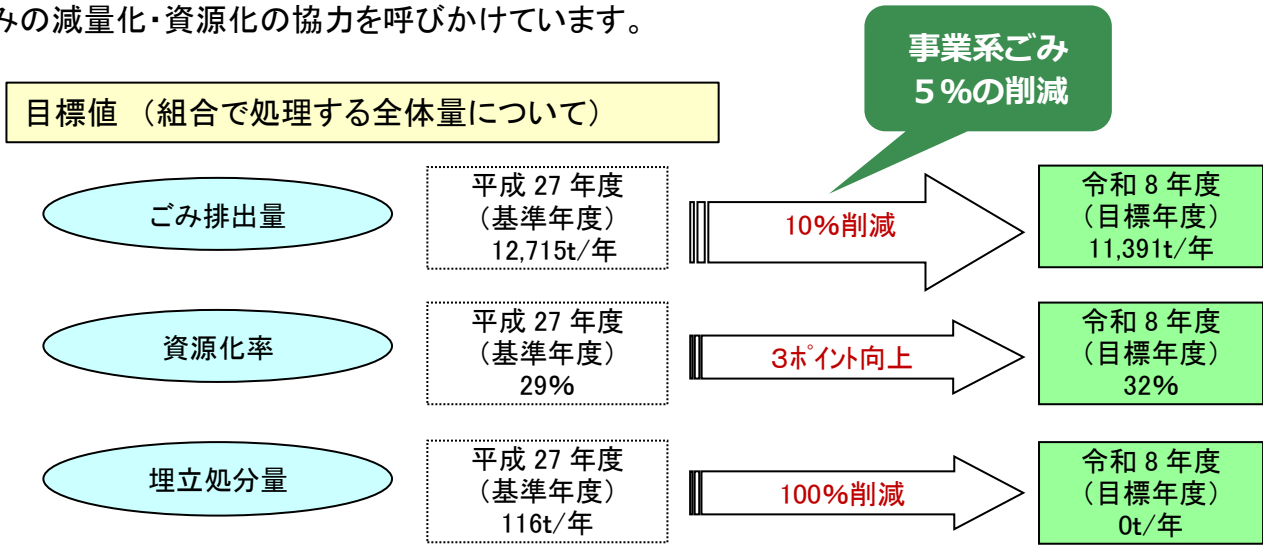 みの減量化・資源化の協力を呼びかけています。
事業系ごみ
5%の削減
目標値 (組合で処理する全体量について)
ごみ排出量
平成 27 年度
(基準年度)
12,715t/年
10%削減
令和 8 年度
(目標年度)
11,391t/年
資源化率
平成 27 年度
(基準年度)
29%
3ポイント向上
令和 8 年度
(目標年度)
32%
埋立処分量
平成 27 年度
(基準年度)
116t/年
100%削減
令和 8 年度
(目標年度)
0t/年